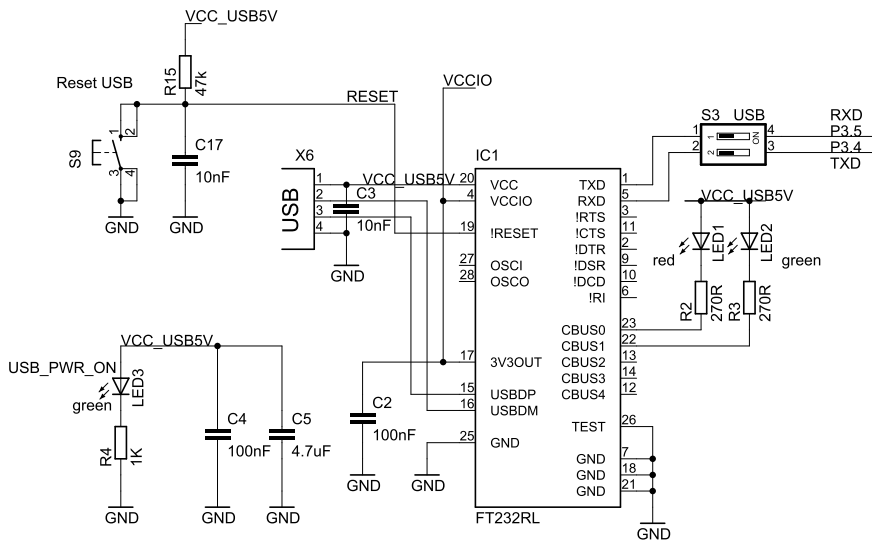 VCC_USB5V
R15
47k
Reset USB
RESET
VCCIO
1
2
S9
3
4
C17
10nF
GND
GND
X6
USB
1
2
3
4
VCC_USB5V
C3
10nF
GND
IC1
20
VCC
4
VCCIO
19
!RESET
27
OSCI
28
OSCO
17
3V3OUT
15
USBDP
16
USBDM
25
GND
TXD
1
RXD
5
!RTS
3
!CTS
11
!DTR
2
!DSR
9
!DCD
10
!RI
6
CBUS0
23
CBUS1
22
CBUS2
13
CBUS3
14
CBUS4
12
TEST
26
GND
7
GND
18
GND
21
FT232RL
GND
S3 USB
1
2
1
2
ON
4
3
RXD
P3.5
P3.4
TXD
VCC_USB5V
LED1
LED2
red
green
R2
270R
R3
270R
VCC_USB5V
USB_PWR_ON
LED3
green
R4
1K
GND
C4
100nF
GND
C5
4.7uF
GND
C2
100nF
GND
GND